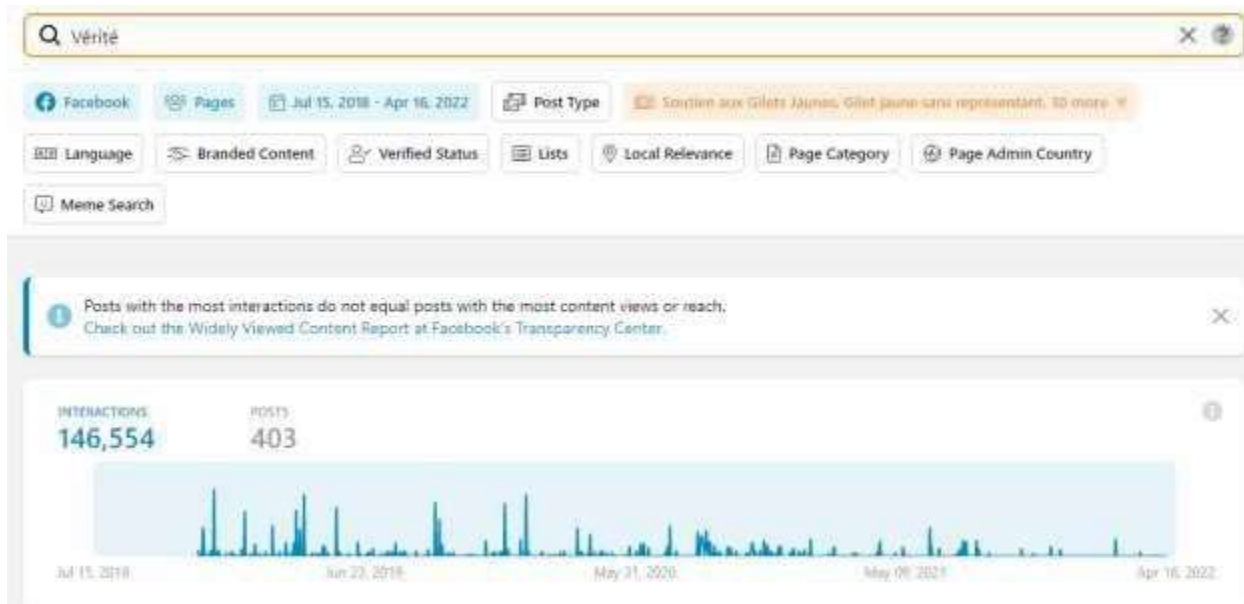 Vérité
Facebook Pages Jul 15, 2018 - Apr 16, 2022 Post Type Soutien aux Gilets Jaunes, Gilet jaune sans représentant, 30 more
Language Branded Content Verified Status Lists Local Relevance Page Category Page Admin Country
Meme Search
Posts with the most interactions do not equal posts with the most content views or reach.
Check out the Widely Viewed Content Report at Facebook's Transparency Center.
INTERACTIONS POSTS
146,554 403
Jul 15, 2018 Jun 23, 2019 May 31, 2020 May 09, 2021 Apr 16, 2022